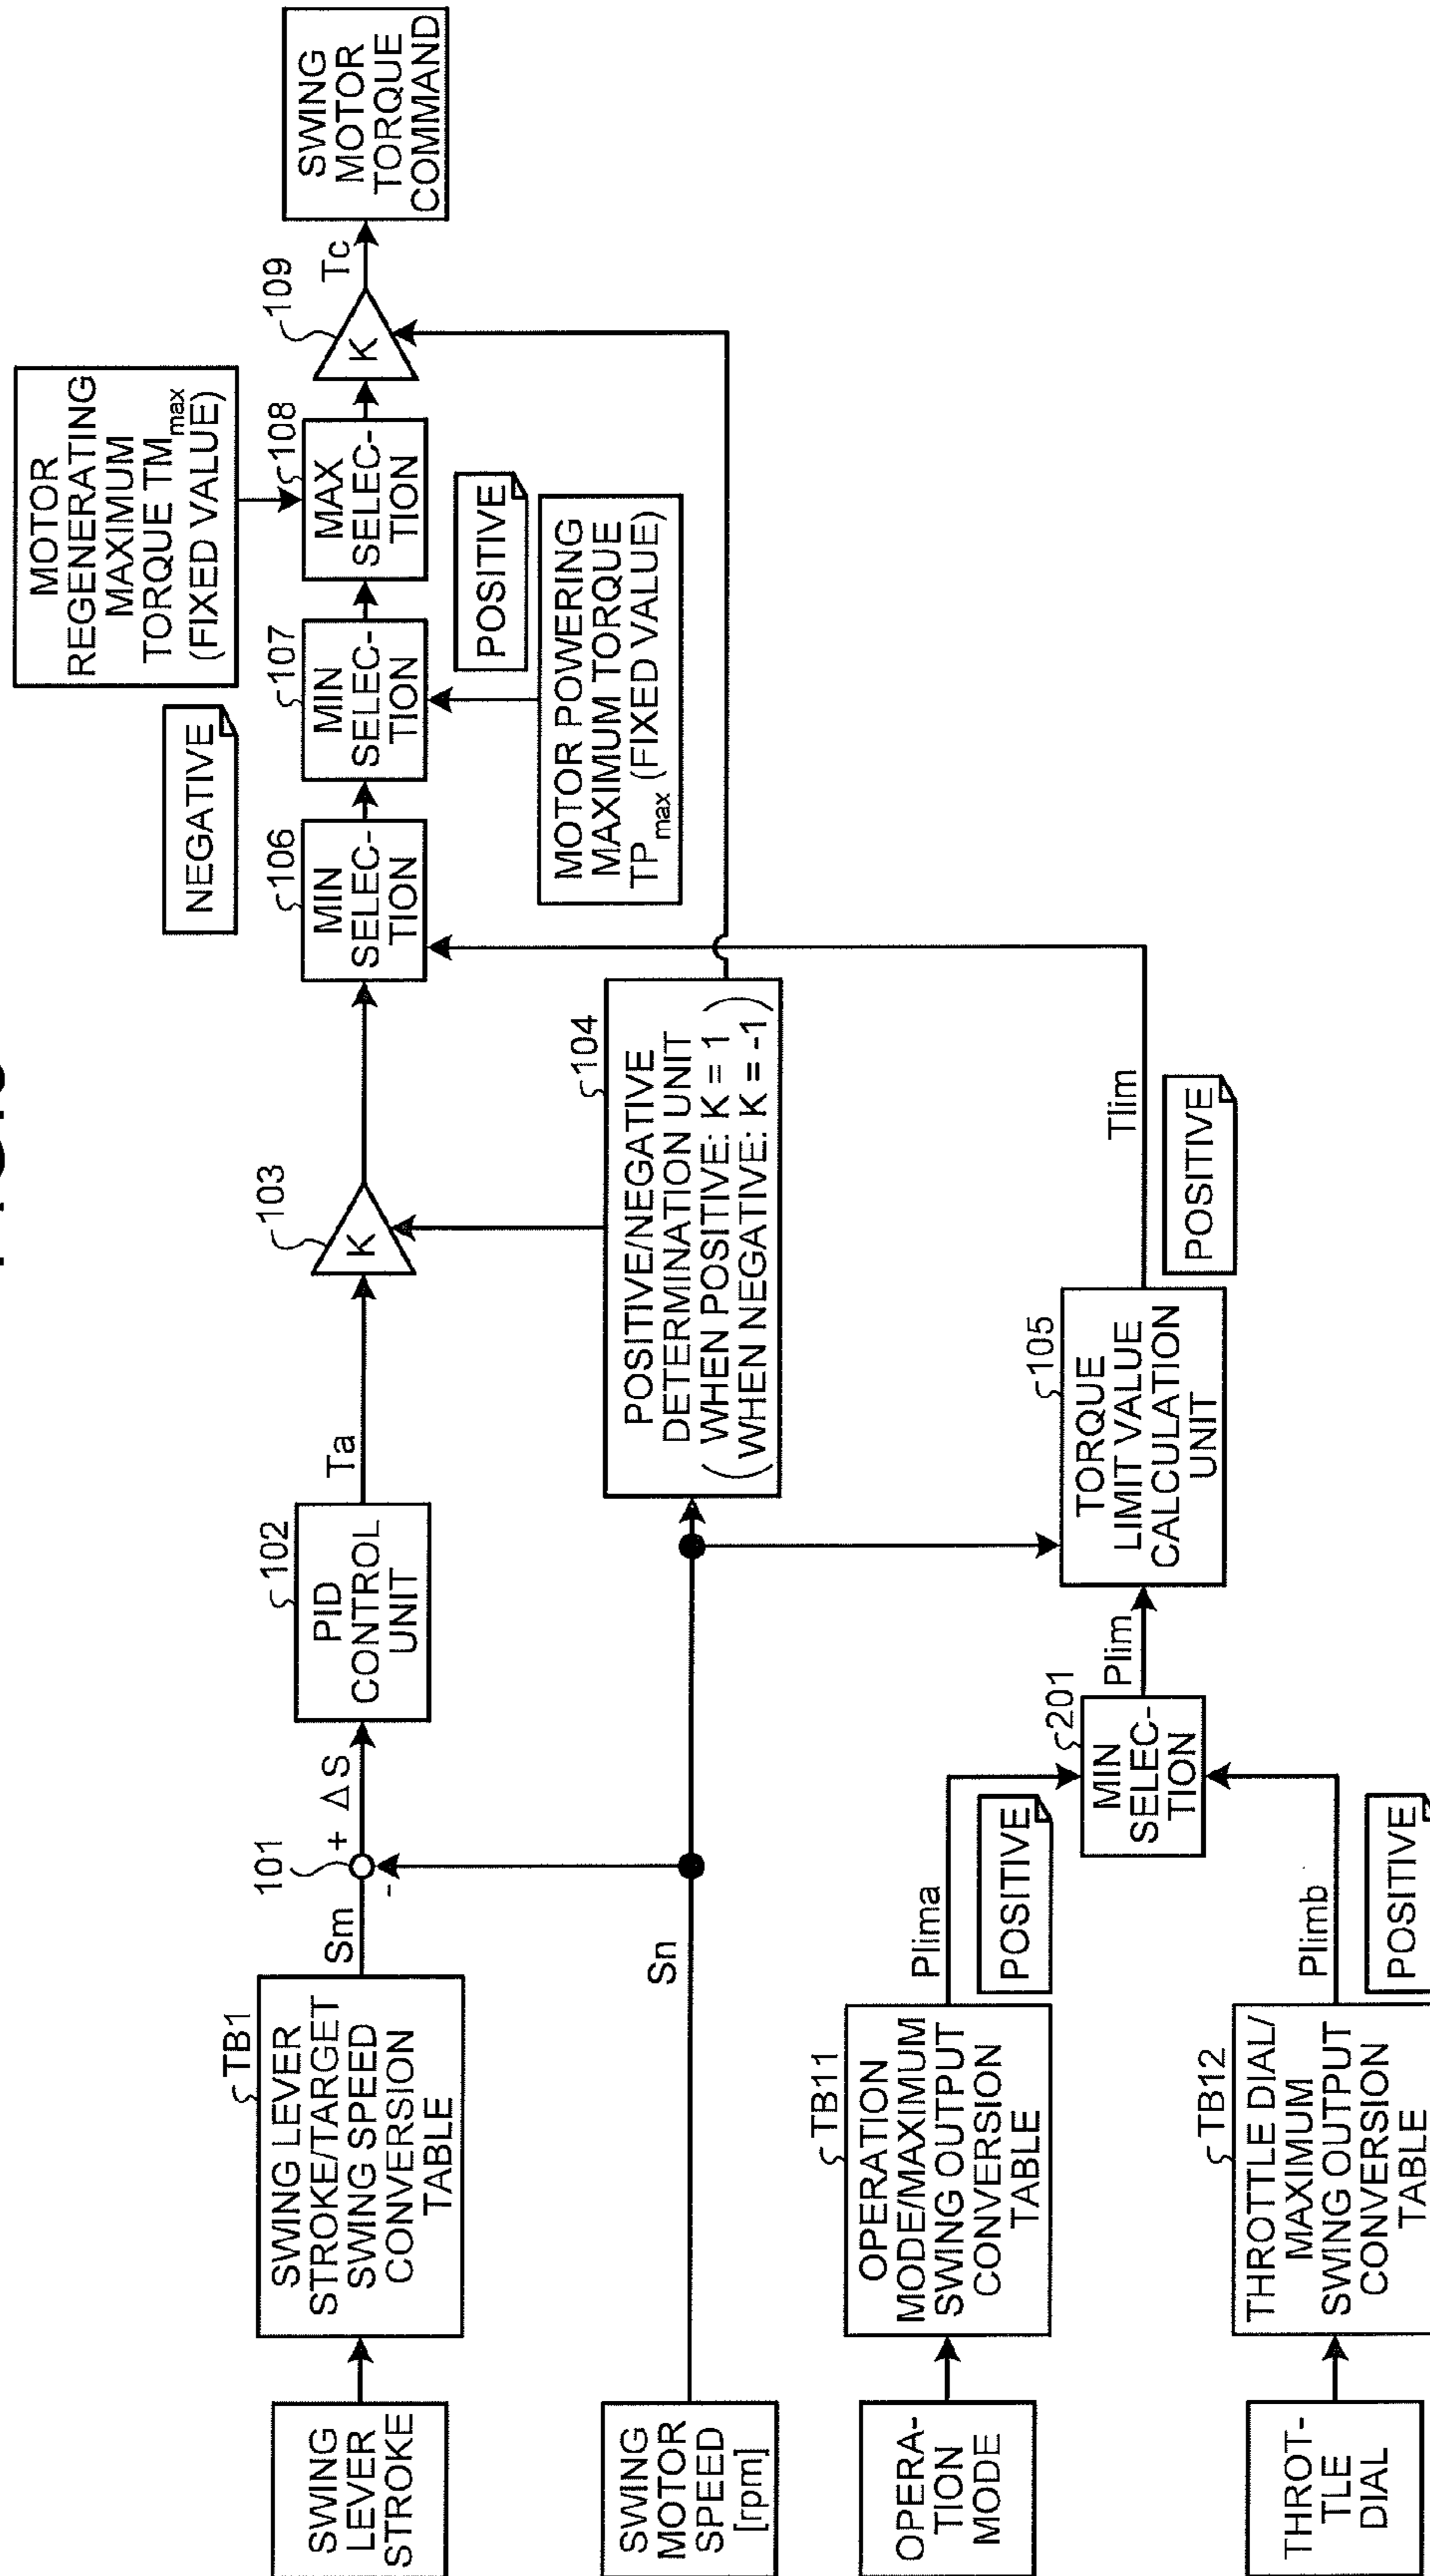 SWING
LEVER
STROKE
TB1
SWING LEVER
STROKE/TARGET
SWING SPEED
CONVERSION
TABLE
Sm
101
+
-
ΔS
102
PID
CONTROL
UNIT
Ta
103
K
NEGATIVE
106
MIN
SELEC-
TION
107
MIN
SELEC-
TION
MOTOR
REGENERATING
MAXIMUM
TORQUE TMmax
(FIXED VALUE)
108
MAX
SELEC-
TION
109
K
Tc
SWING
MOTOR
TORQUE
COMMAND
POSITIVE
MOTOR POWERING
MAXIMUM TORQUE
TPmax (FIXED VALUE)
SWING
MOTOR
SPEED
[rpm]
Sn
104
POSITIVE/NEGATIVE
DETERMINATION UNIT
(WHEN POSITIVE: K = 1)
(WHEN NEGATIVE: K = -1)
OPERA-
TION
MODE
TB11
OPERATION
MODE/MAXIMUM
SWING OUTPUT
CONVERSION
TABLE
Plima
POSITIVE
201
MIN
SELEC-
TION
Plim
105
TORQUE
LIMIT VALUE
CALCULATION
UNIT
Tlim
POSITIVE
THROT-
TLE
DIAL
TB12
THROTTLE DIAL/
MAXIMUM
SWING OUTPUT
CONVERSION
TABLE
Plimb
POSITIVE